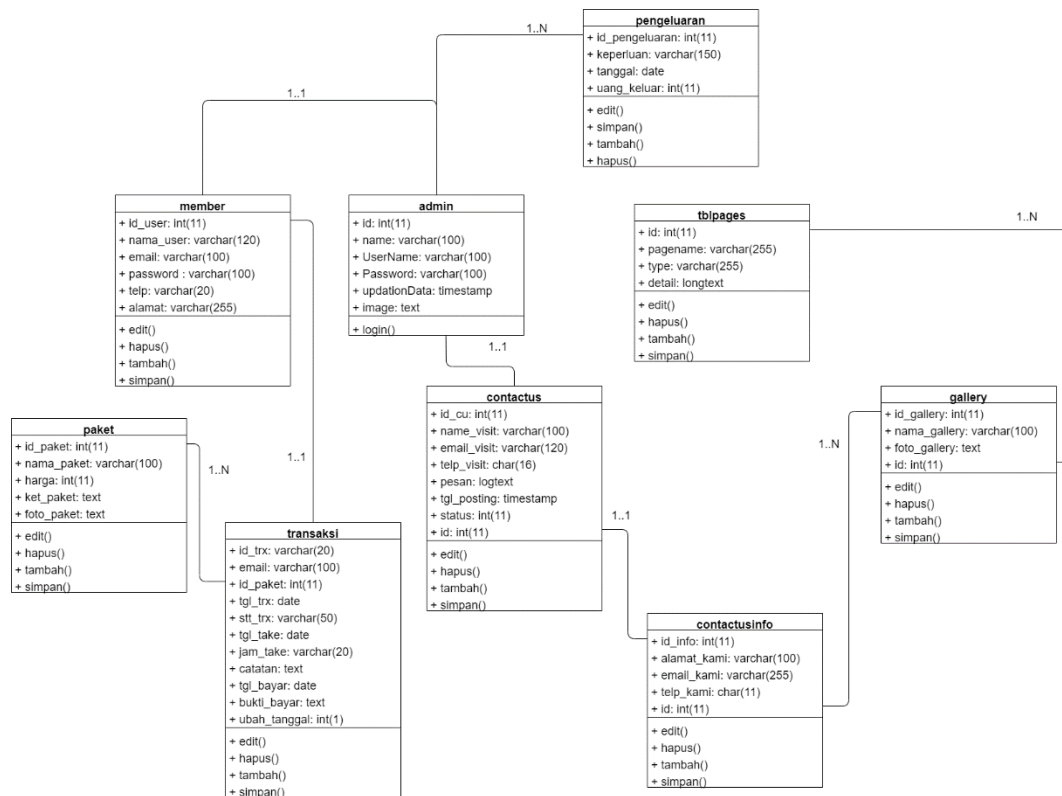 pengeluaran
+ id_pengeluaran: int(11)
+ keperluan: varchar(150)
+ tanggal: date
+ uang_keluar: int(11)
+ edit()
+ simpan()
+ tambah()
+ hapus()
1..N
1..1
member
+ id_user: int(11)
+ nama_user: varchar(120)
+ email: varchar(100)
+ password : varchar(100)
+ telp: varchar(20)
+ alamat: varchar(255)
+ edit()
+ hapus()
+ tambah()
+ simpan()
admin
+ id: int(11)
+ name: varchar(100)
+ UserName: varchar(100)
+ Password: varchar(100)
+ updationData: timestamp
+ image: text
+ login()
tblpages
+ id: int(11)
+ pagename: varchar(255)
+ type: varchar(255)
+ detail: longtext
+ edit()
+ hapus()
+ tambah()
+ simpan()
1..N
1..1
contactus
+ id_cu: int(11)
+ name_visit: varchar(100)
+ email_visit: varchar(120)
+ telp_visit: char(16)
+ pesan: logtext
+ tgl_posting: timestamp
+ status: int(11)
+ id: int(11)
+ edit()
+ hapus()
+ tambah()
+ simpan()
gallery
+ id_gallery: int(11)
+ nama_gallery: varchar(100)
+ foto_gallery: text
+ id: int(11)
+ edit()
+ hapus()
+ tambah()
+ simpan()
1..N
paket
+ id_paket: int(11)
+ nama_paket: varchar(100)
+ harga: int(11)
+ ket_paket: text
+ foto_paket: text
+ edit()
+ hapus()
+ tambah()
+ simpan()
1..N
1..1
transaksi
+ id_trx: varchar(20)
+ email: varchar(100)
+ id_paket: int(11)
+ tgl_trx: date
+ stt_trx: varchar(50)
+ tgl_take: date
+ jam_take: varchar(20)
+ catatan: text
+ tgl_bayar: date
+ bukti_bayar: text
+ ubah_tanggal: int(1)
+ edit()
+ hapus()
+ tambah()
+ simpan()
1..1
contactusinfo
+ id_info: int(11)
+ alamat_kami: varchar(100)
+ email_kami: varchar(255)
+ telp_kami: char(11)
+ id: int(11)
+ edit()
+ hapus()
+ tambah()
+ simpan()